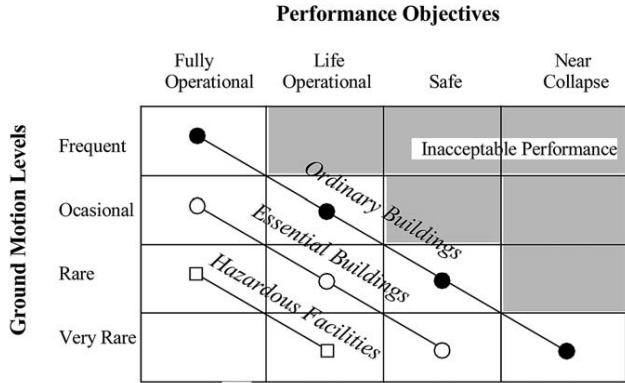 Performance Objectives
Fully Operational
Life Operational
Safe
Near Collapse
Ground Motion Levels
Frequent
Inacceptable Performance
Ordinary Buildings
Ocasional
Essential Buildings
Rare
Hazardous Facilities
Very Rare